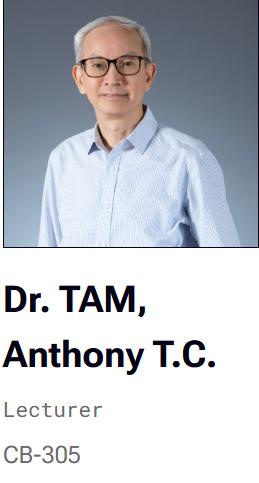 Dr. TAM,
Anthony T.C.
Lecturer
CB-305